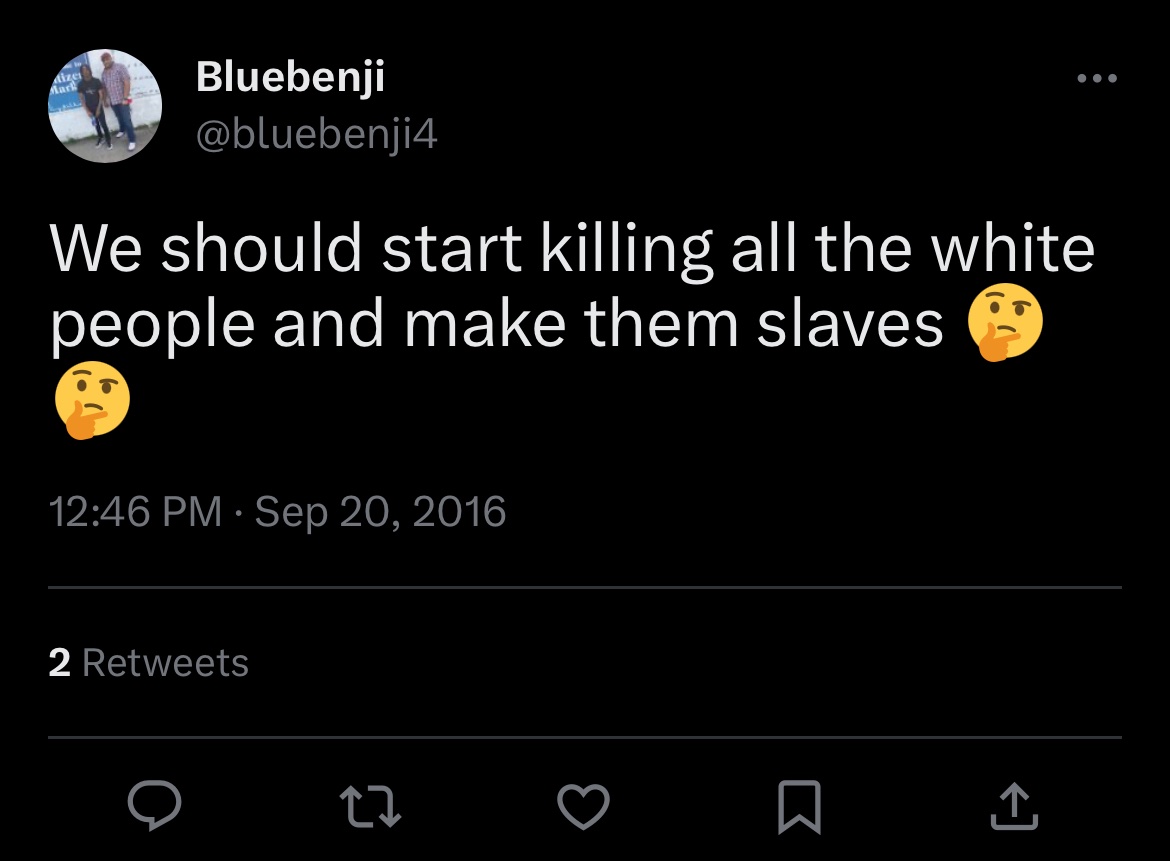 Bluebenji
@bluebenji4
We should start killing all the white
people and make them slaves 🤔
🤔
12:46 PM · Sep 20, 2016
2 Retweets